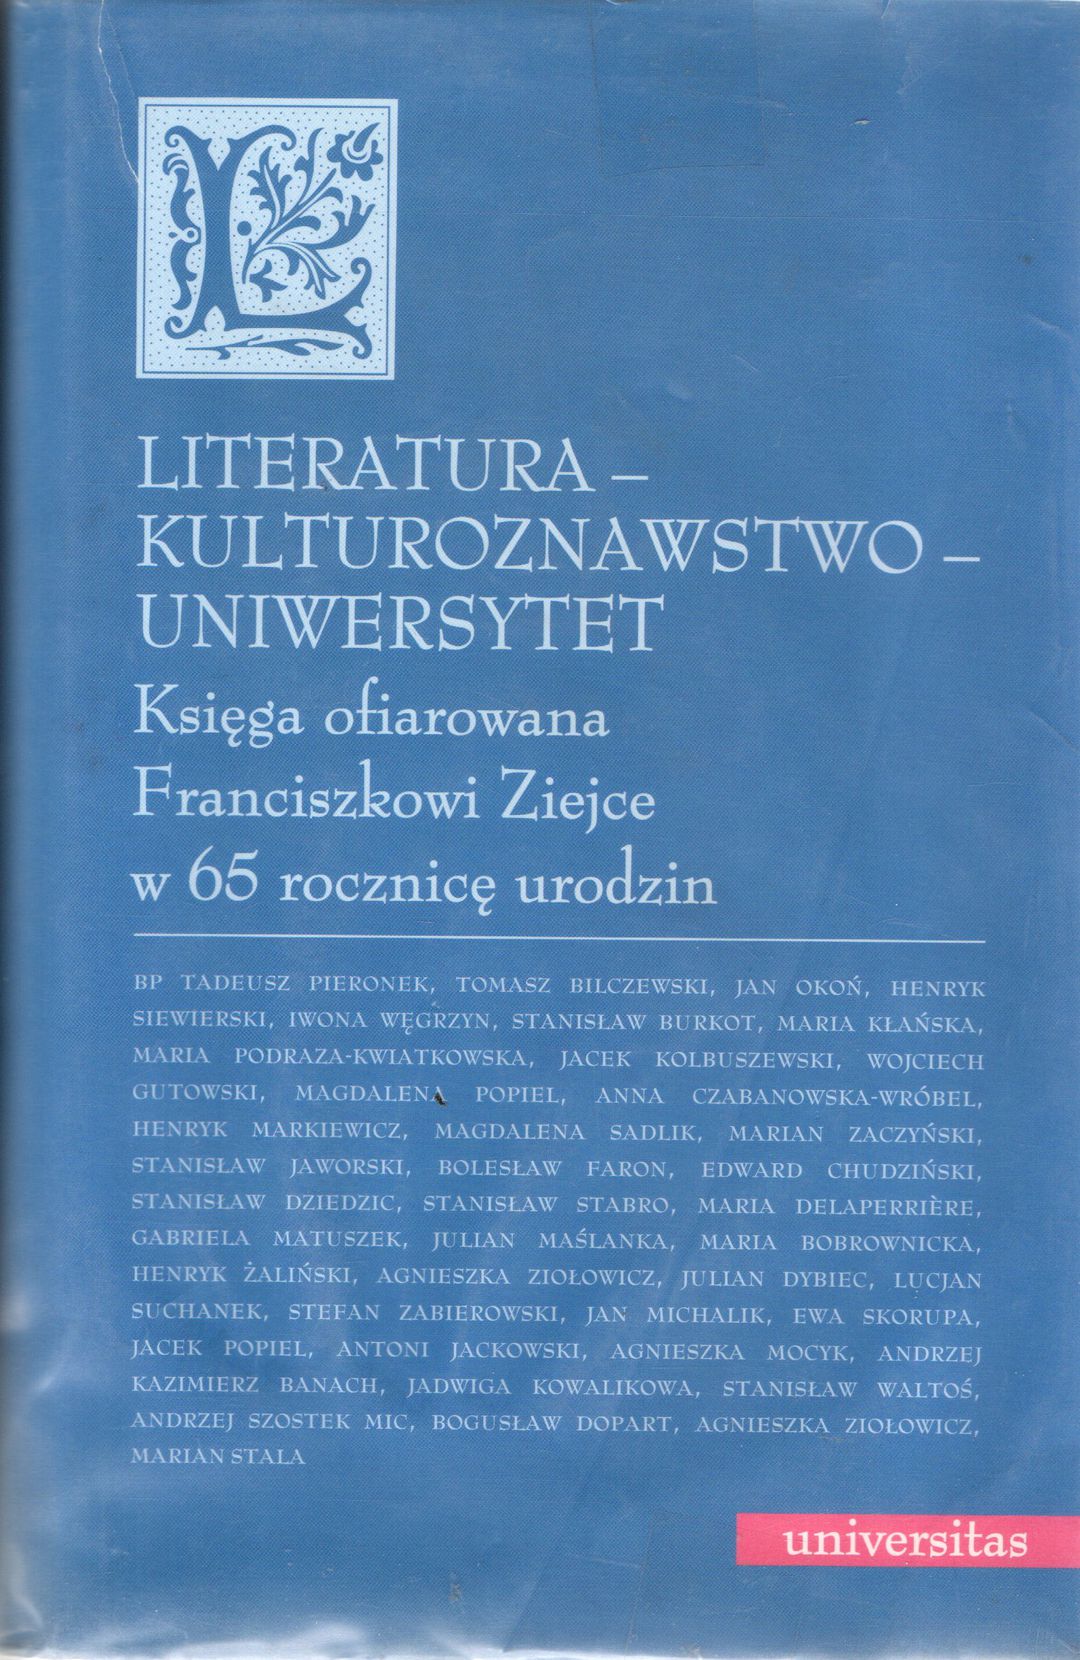 L
LITERATURA –
KULTUROZNAWSTWO –
UNIWERSYTET
Księga ofiarowana
Franciszkowi Ziejce
w 65 rocznicę urodzin
BP TADEUSZ PIERONEK, TOMASZ BILCZEWSKI, JAN OKOŃ, HENRYK
SIEWIERSKI, IWONA WĘGRZYN, STANISŁAW BURKOT, MARIA KŁAŃSKA,
MARIA PODRAZA-KWIATKOWSKA, JACEK KOLBUSZEWSKI, WOJCIECH
GUTOWSKI, MAGDALENA POPIEL, ANNA CZABANOWSKA-WRÓBEL,
HENRYK MARKIEWICZ, MAGDALENA SADLIK, MARIAN ZACZYŃSKI,
STANISŁAW JAWORSKI, BOLESŁAW FARON, EDWARD CHUDZIŃSKI,
STANISŁAW DZIEDZIC, STANISŁAW STABRO, MARIA DELAPERRIÈRE,
GABRIELA MATUSZEK, JULIAN MAŚLANKA, MARIA BOBROWNICKA,
HENRYK ŻALIŃSKI, AGNIESZKA ZIOŁOWICZ, JULIAN DYBIEC, LUCJAN
SUCHANEK, STEFAN ZABIEROWSKI, JAN MICHALIK, EWA SKORUPA,
JACEK POPIEL, ANTONI JACKOWSKI, AGNIESZKA MOCYK, ANDRZEJ
KAZIMIERZ BANACH, JADWIGA KOWALIKOWA, STANISŁAW WALTOŚ,
ANDRZEJ SZOSTEK MIC, BOGUSŁAW DOPART, AGNIESZKA ZIOŁOWICZ,
MARIAN STALA
universitas